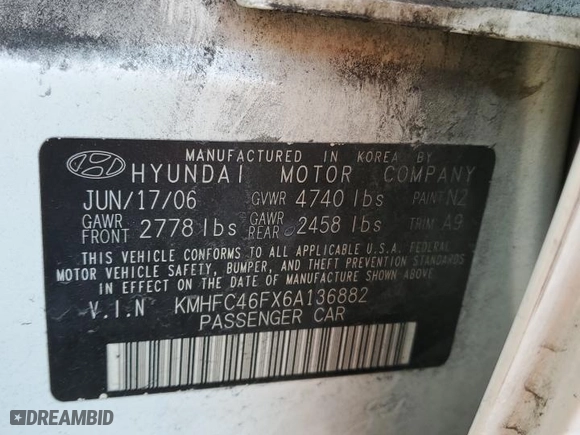 MANUFACTURED IN KOREA BY
HYUNDAI MOTOR COMPANY
JUN/17/06 GVWR 4740 lbs PAINT N2
GAWR FRONT 2778 lbs GAWR REAR 2458 lbs TRIM A9
THIS VEHICLE CONFORMS TO ALL APPLICABLE U.S.A. FEDERAL
MOTOR VEHICLE SAFETY, BUMPER, AND THEFT PREVENTION STANDARDS
IN EFFECT ON THE DATE OF MANUFACTURE SHOWN ABOVE.
V.I.N KMHFC46FX6A136882
PASSENGER CAR
DREAMBID